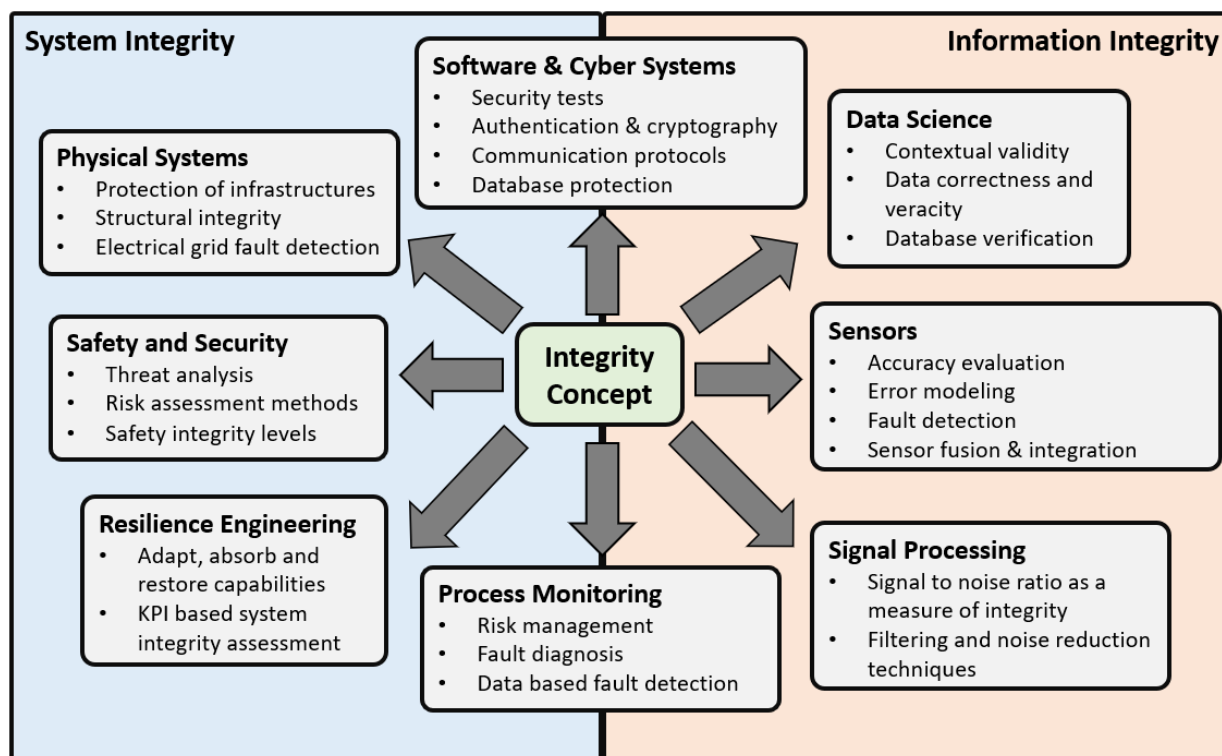 System Integrity
Information Integrity
Software & Cyber Systems
• Security tests
• Authentication & cryptography
• Communication protocols
• Database protection
Physical Systems
• Protection of infrastructures
• Structural integrity
• Electrical grid fault detection
Data Science
• Contextual validity
• Data correctness and
veracity
• Database verification
Safety and Security
• Threat analysis
• Risk assessment methods
• Safety integrity levels
Integrity
Concept
Sensors
• Accuracy evaluation
• Error modeling
• Fault detection
• Sensor fusion & integration
Resilience Engineering
• Adapt, absorb and
restore capabilities
• KPI based system
integrity assessment
Process Monitoring
• Risk management
• Fault diagnosis
• Data based fault detection
Signal Processing
• Signal to noise ratio as a
measure of integrity
• Filtering and noise reduction
techniques